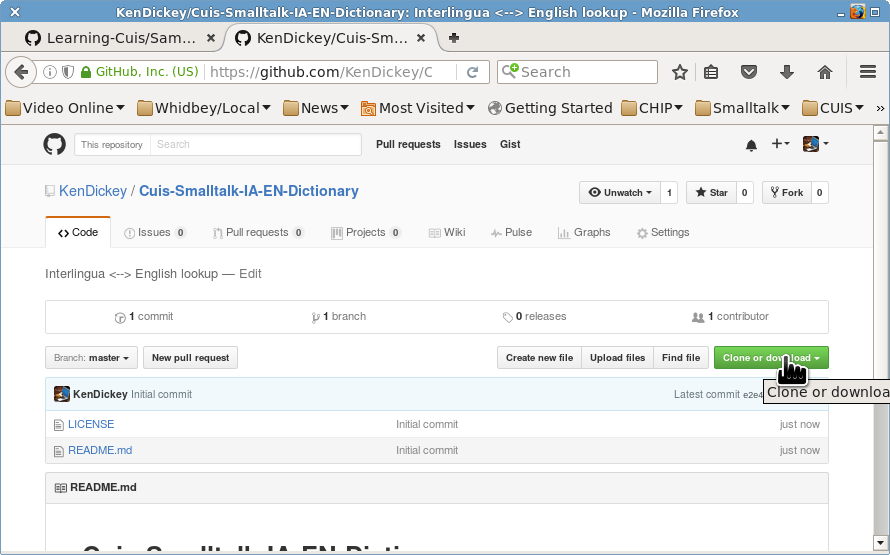 KenDickey/Cuis-Smalltalk-IA-EN-Dictionary: Interlingua <--> English lookup - Mozilla Firefox
Learning-Cuis/Sam... KenDickey/Cuis-Sm...
GitHub, Inc. (US) https://github.com/KenDickey/C Search
Video Online Whidbey/Local News Most Visited Getting Started CHIP Smalltalk CUIS »
This repository Search Pull requests Issues Gist
KenDickey / Cuis-Smalltalk-IA-EN-Dictionary Unwatch 1 Star 0 Fork 0
<> Code Issues 0 Pull requests 0 Projects 0 Wiki Pulse Graphs Settings
Interlingua <--> English lookup — Edit
1 commit 1 branch 0 releases 1 contributor
Branch: master New pull request Create new file Upload files Find file Clone or download
KenDickey Initial commit Latest commit e2e4
Clone or downloa
LICENSE Initial commit just now
README.md Initial commit just now
README.md
Cuis-Smalltalk-IA-EN-Dicti